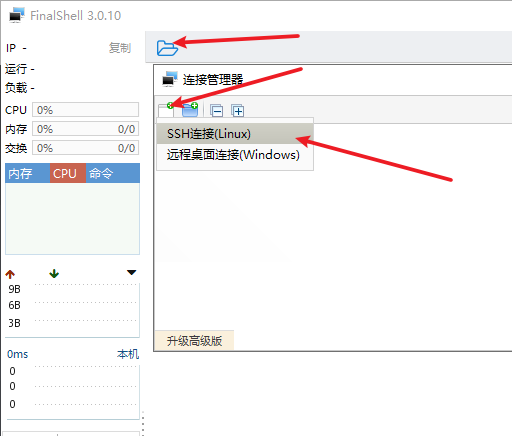 FinalShell 3.0.10
IP - 复制
运行 -
负载 -
CPU 0%
内存 0% 0/0
交换 0% 0/0
内存 CPU 命令
9B
6B
3B
0ms 本机
0
0
0
连接管理器
SSH连接(Linux)
远程桌面连接(Windows)
升级高级版